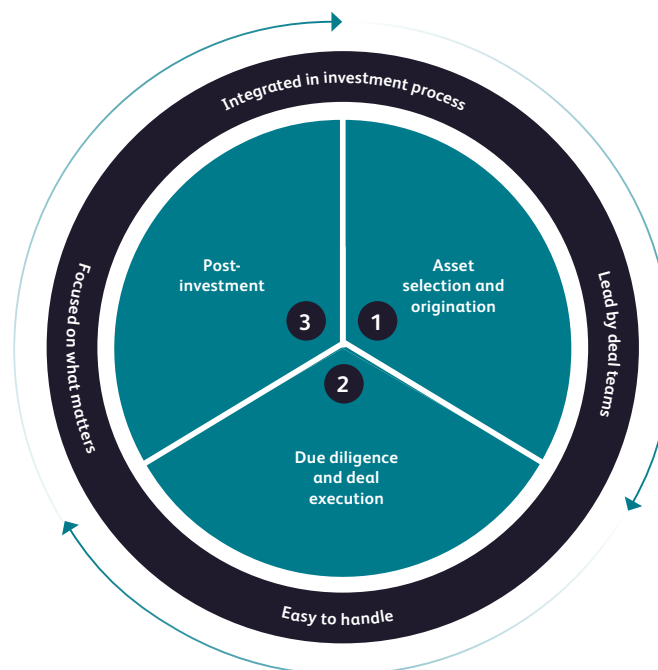 Integrated in investment process
Post-
investment
Asset
selection and
origination
Focused on what matters
Lead by deal teams
3
1
2
Due diligence
and deal
execution
Easy to handle